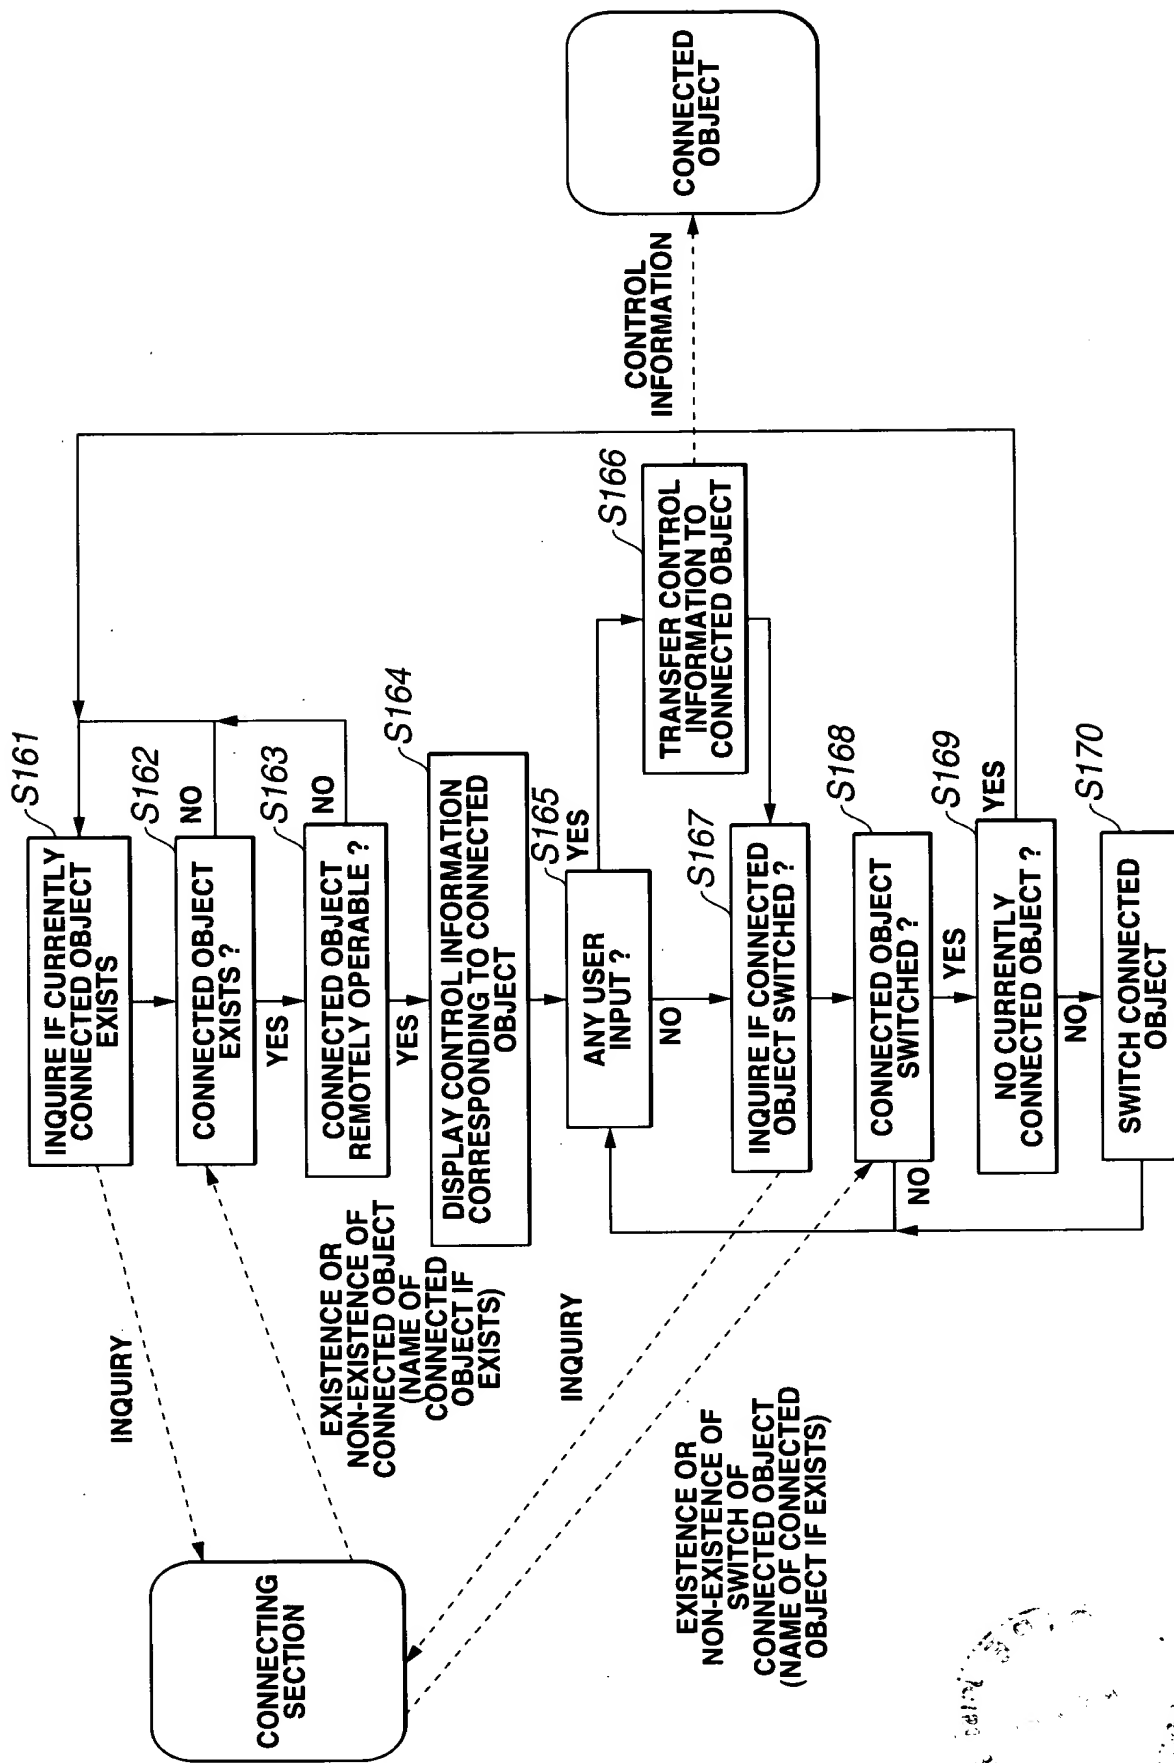 S161
INQUIRE IF CURRENTLY
CONNECTED OBJECT
EXISTS
INQUIRY
CONNECTING
SECTION
S162
CONNECTED OBJECT
EXISTS ?
NO
YES
EXISTENCE OR
NON-EXISTENCE OF
CONNECTED OBJECT
(NAME OF
CONNECTED
OBJECT IF
EXISTS)
S163
CONNECTED OBJECT
REMOTELY OPERABLE ?
NO
YES
S164
DISPLAY CONTROL INFORMATION
CORRESPONDING TO CONNECTED
OBJECT
S165
ANY USER
INPUT ?
YES
NO
S166
TRANSFER CONTROL
INFORMATION TO
CONNECTED OBJECT
CONTROL
INFORMATION
CONNECTED
OBJECT
S167
INQUIRE IF CONNECTED
OBJECT SWITCHED ?
INQUIRY
S168
CONNECTED OBJECT
SWITCHED ?
NO
YES
EXISTENCE OR
NON-EXISTENCE OF
SWITCH OF
CONNECTED OBJECT
(NAME OF CONNECTED
OBJECT IF EXISTS)
S169
NO CURRENTLY
CONNECTED OBJECT ?
YES
NO
S170
SWITCH CONNECTED
OBJECT